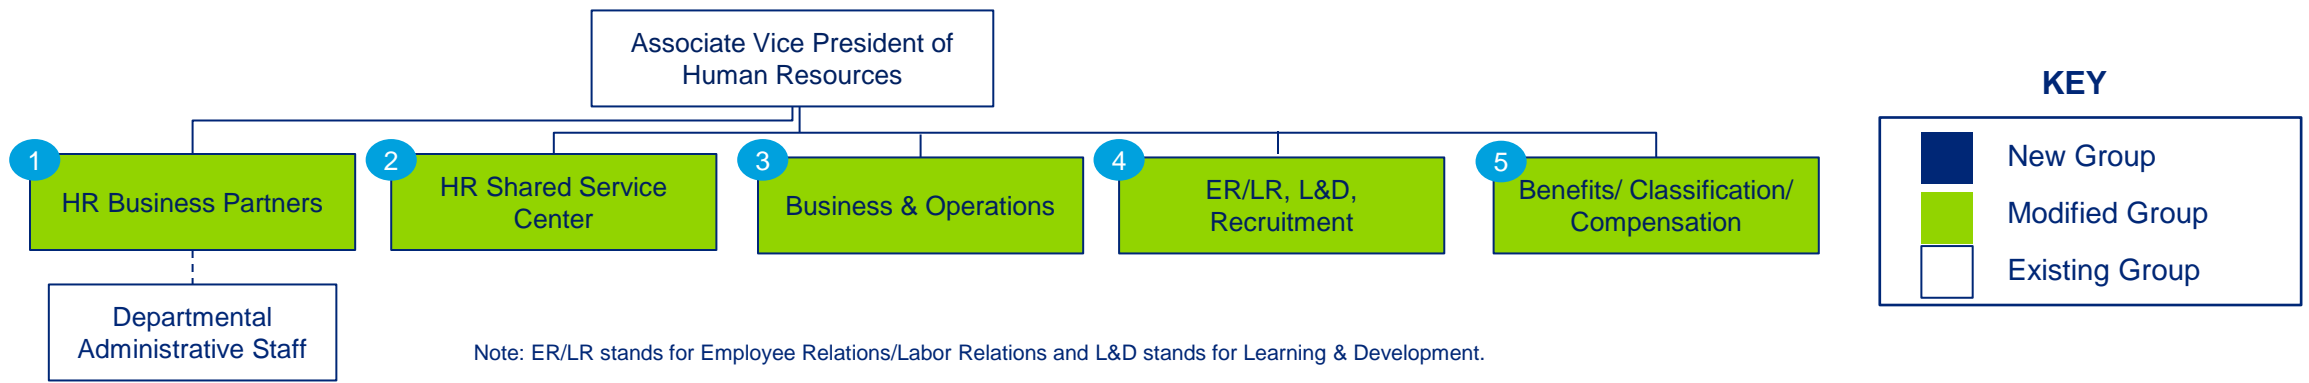 Associate Vice President of
Human Resources
KEY
New Group
Modified Group
Existing Group
1
HR Business Partners
2
HR Shared Service
Center
3
Business & Operations
4
ER/LR, L&D,
Recruitment
5
Benefits/ Classification/
Compensation
Departmental
Administrative Staff
Note: ER/LR stands for Employee Relations/Labor Relations and L&D stands for Learning & Development.